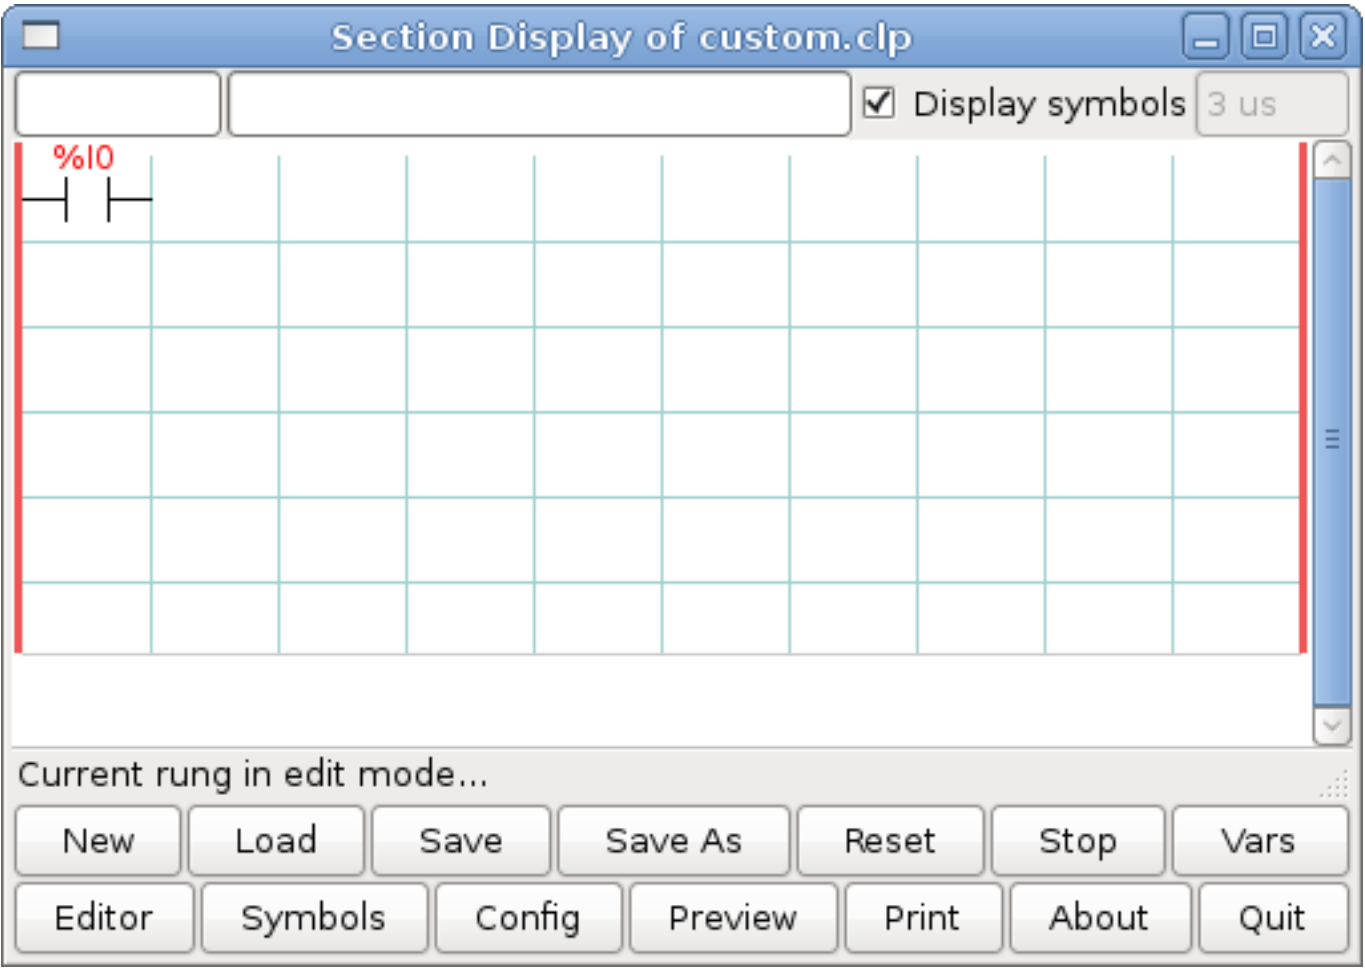 Section Display of custom.clp
Display symbols 3 us
%I0
Current rung in edit mode...
New Load Save Save As Reset Stop Vars
Editor Symbols Config Preview Print About Quit